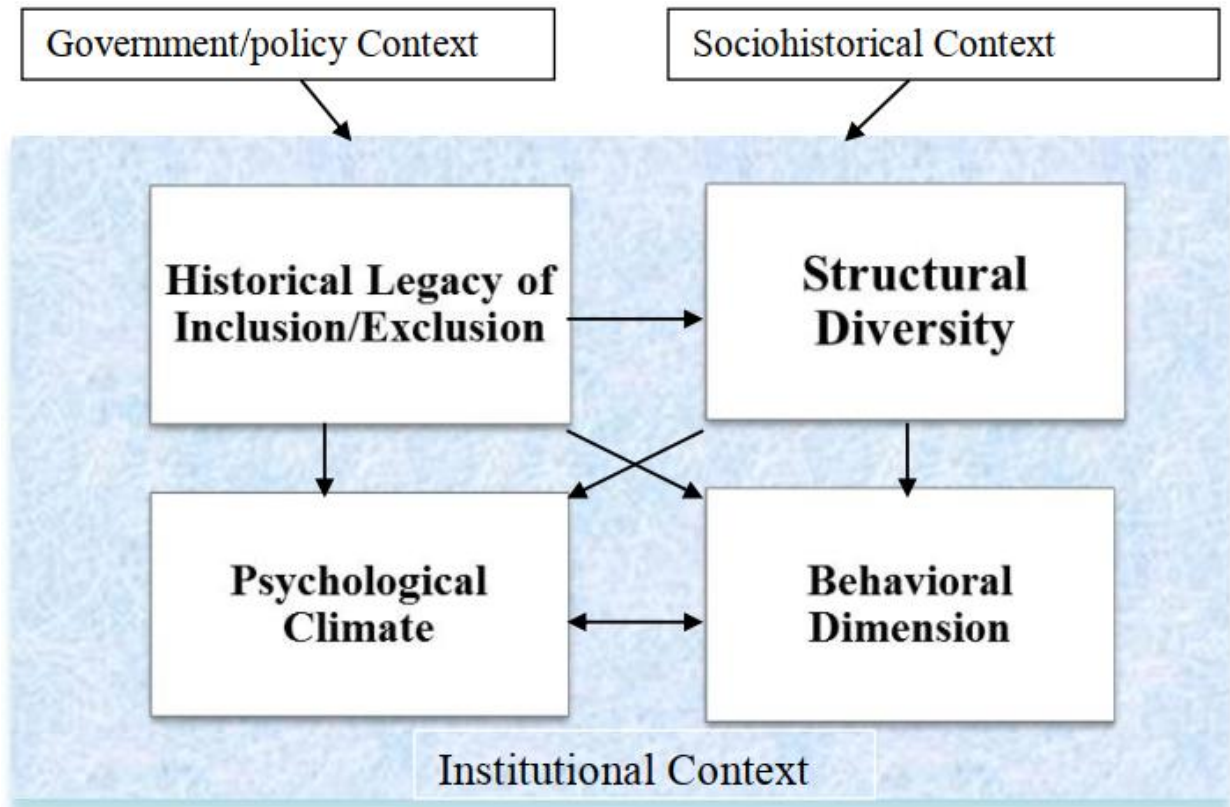 Government/policy Context
Sociohistorical Context
Historical Legacy of
Inclusion/Exclusion
Structural
Diversity
Psychological
Climate
Behavioral
Dimension
Institutional Context